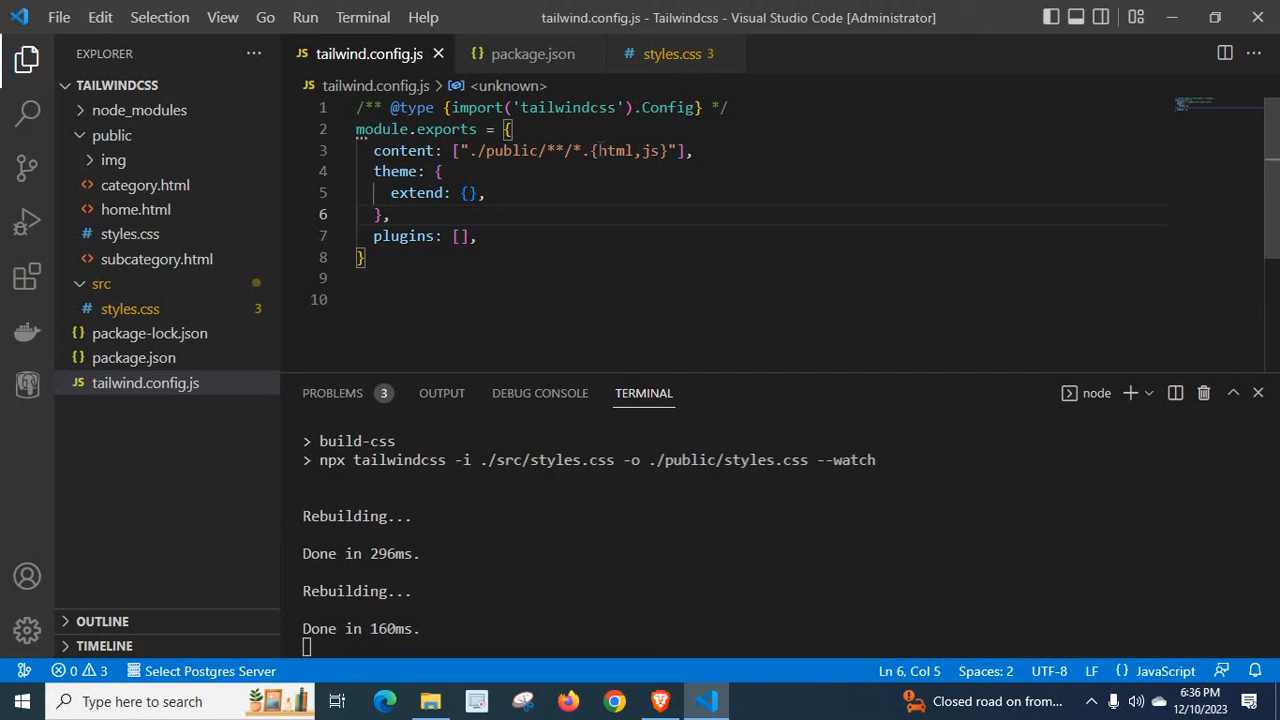 File Edit Selection View Go Run Terminal Help tailwind.config.js - Tailwindcss - Visual Studio Code [Administrator]
EXPLORER
JS tailwind.config.js {} package.json # styles.css 3
TAILWINDCSS
JS tailwind.config.js <unknown>
node_modules
public
img
category.html
home.html
styles.css
subcategory.html
src
styles.css 3
package-lock.json
package.json
JS tailwind.config.js
1 /** @type {import('tailwindcss').Config} */
2 module.exports = {
3 content: ["./public/**/*.{html,js}"],
4 theme: {
5 extend: {},
6 },
7 plugins: [],
8 }
9
10
PROBLEMS 3 OUTPUT DEBUG CONSOLE TERMINAL node
> build-css
> npx tailwindcss -i ./src/styles.css -o ./public/styles.css --watch
Rebuilding...
Done in 296ms.
Rebuilding...
Done in 160ms.
OUTLINE
TIMELINE
0 3 Select Postgres Server Ln 6, Col 5 Spaces: 2 UTF-8 LF {} JavaScript
Type here to search Closed road on from... 6:36 PM
12/10/2023